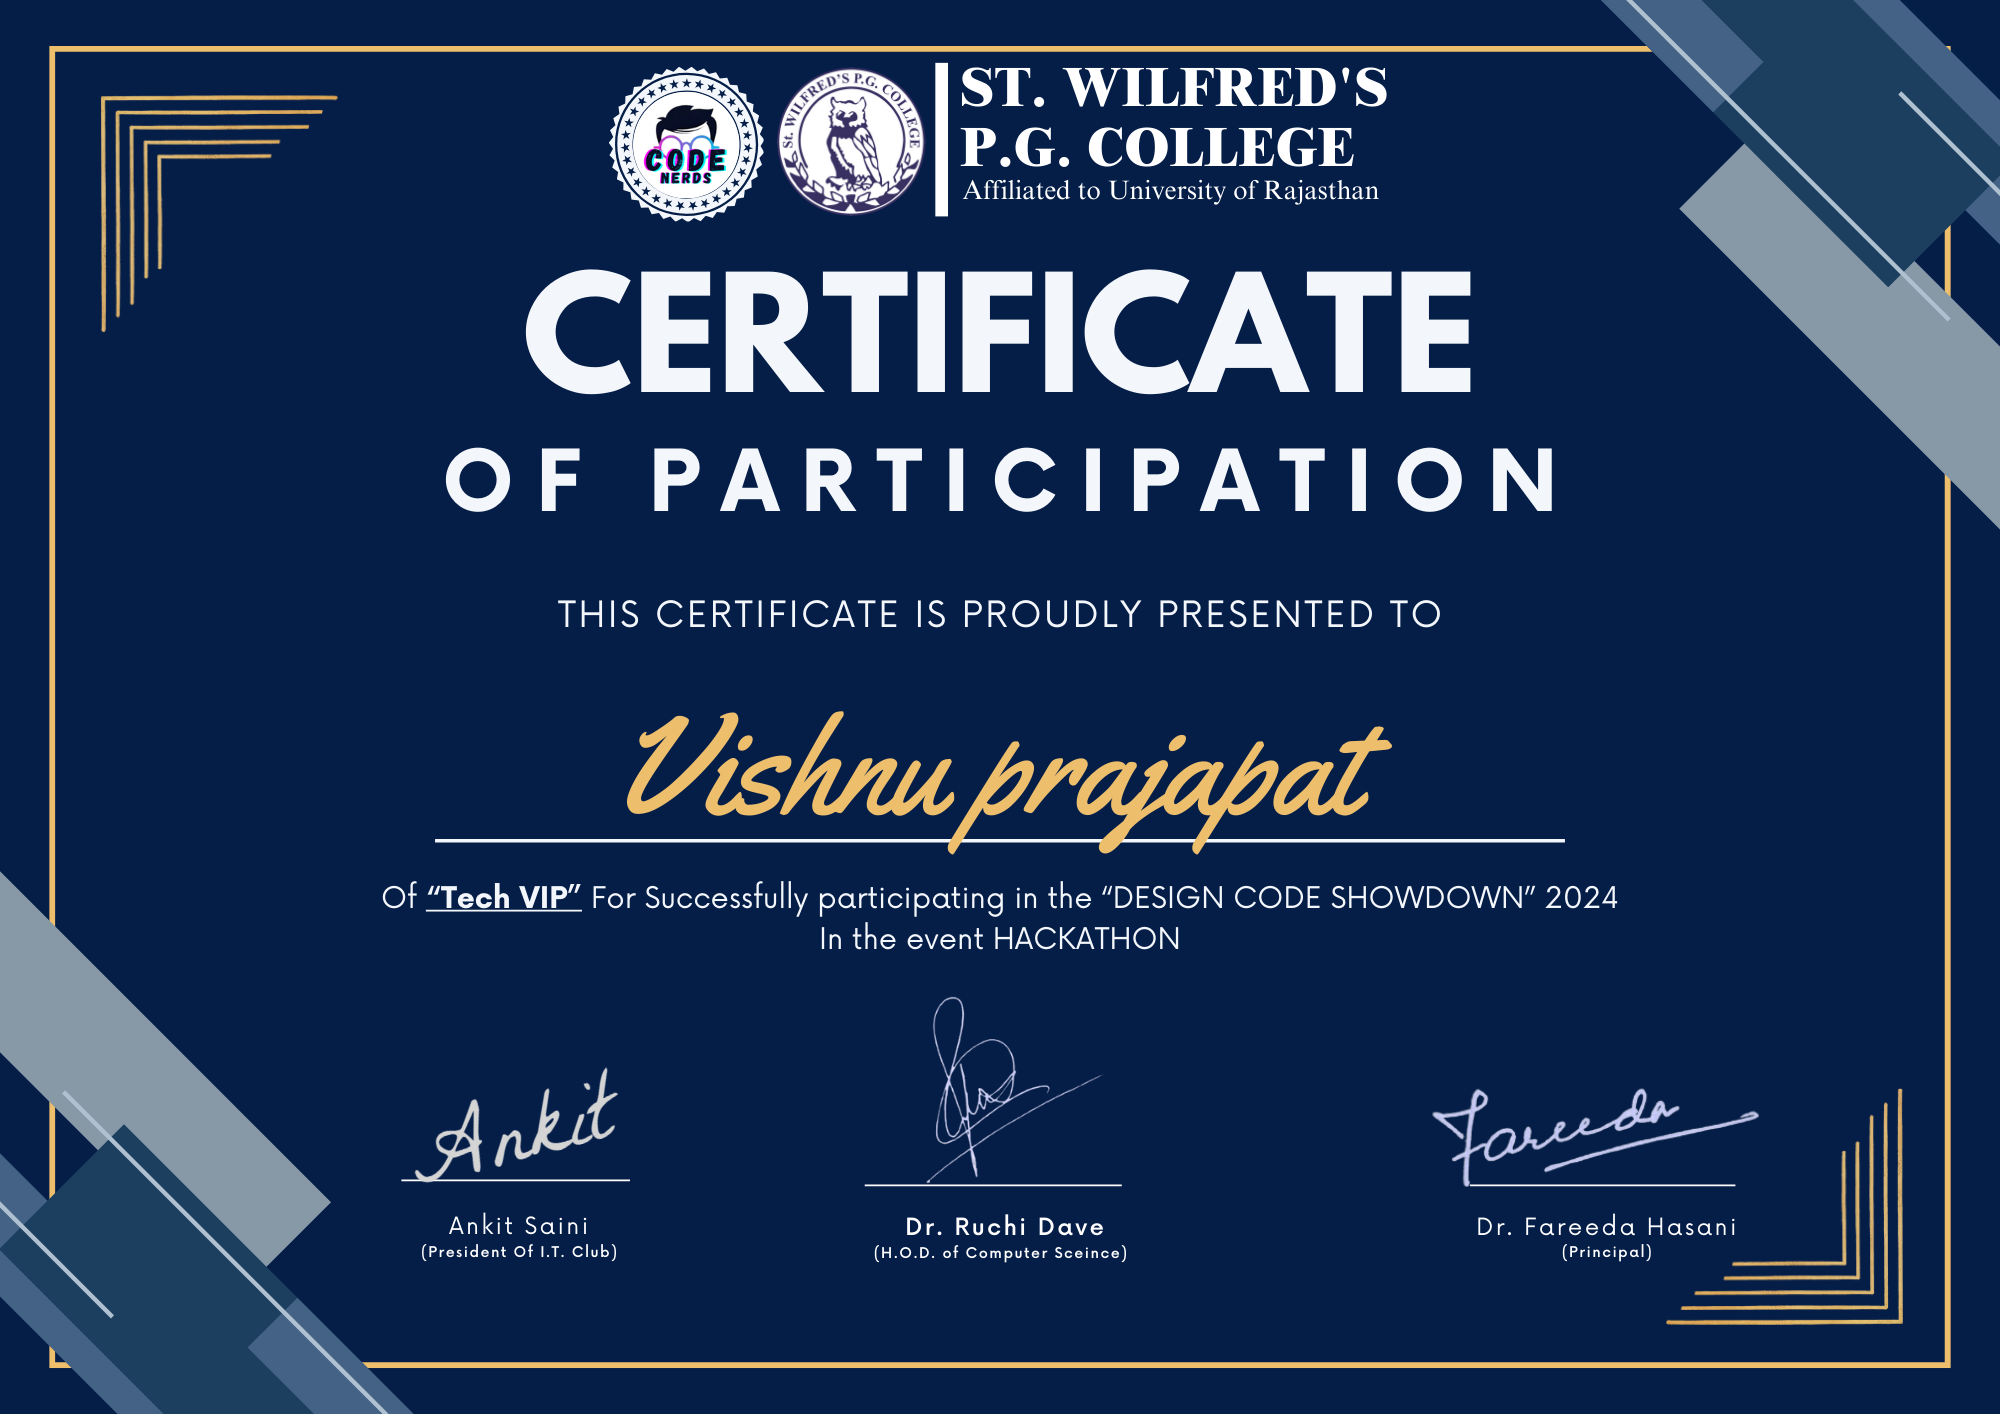 CODE
NERDS
St. WILFRED'S P.G. COLLEGE
ST. WILFRED'S
P.G. COLLEGE
Affiliated to University of Rajasthan
CERTIFICATE
OF PARTICIPATION
THIS CERTIFICATE IS PROUDLY PRESENTED TO
Vishnu prajapat
Of “Tech VIP” For Successfully participating in the “DESIGN CODE SHOWDOWN” 2024
In the event HACKATHON
Ankit
Fareeda
Ankit Saini
(President Of I.T. Club)
Dr. Ruchi Dave
(H.O.D. of Computer Sceince)
Dr. Fareeda Hasani
(Principal)